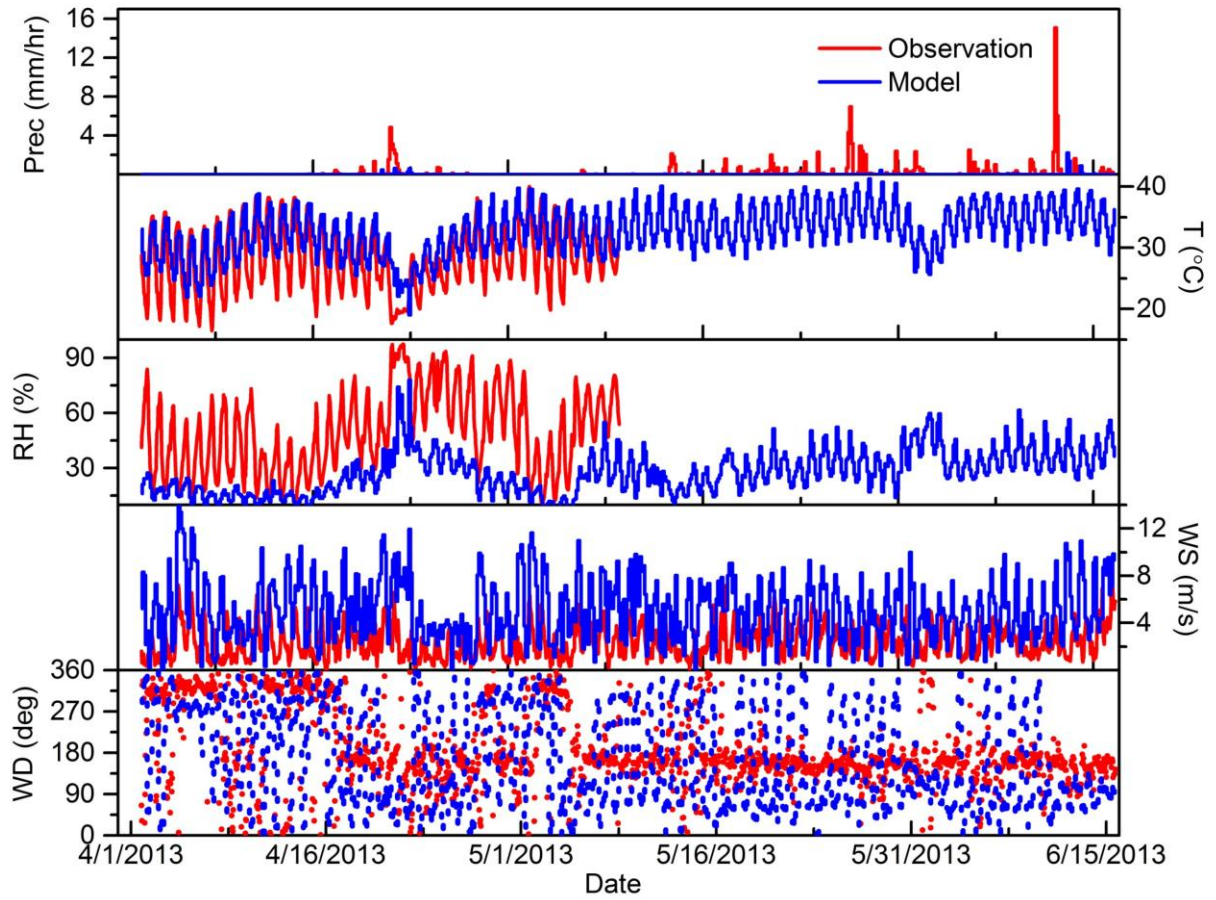 Prec (mm/hr)
16
12
8
4
Observation
Model
T (°C)
40
30
20
RH (%)
90
60
30
WS (m/s)
12
8
4
WD (deg)
360
270
180
90
0
4/1/2013 4/16/2013 5/1/2013 5/16/2013 5/31/2013 6/15/2013
Date